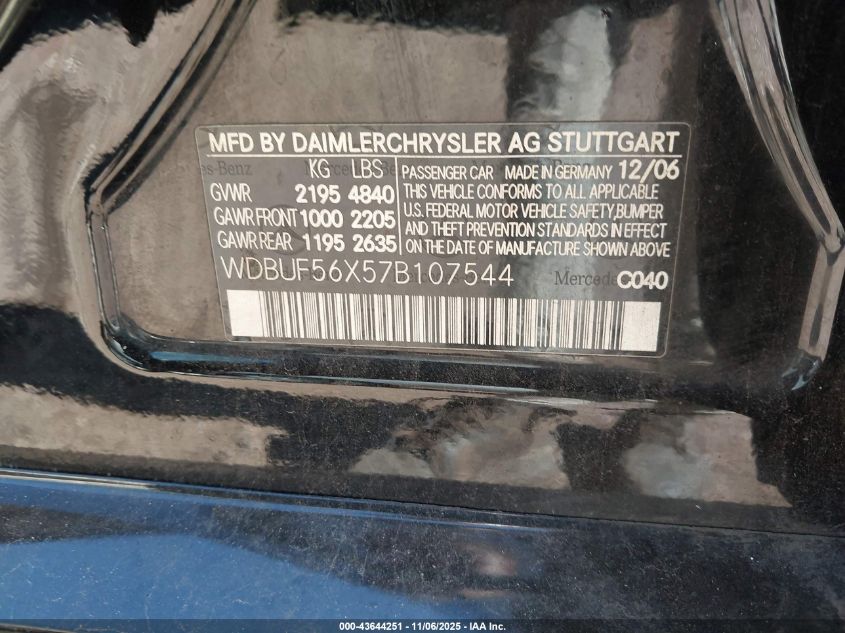 MFD BY DAIMLERCHRYSLER AG STUTTGART
KG LBS
GVWR 2195 4840
GAWR FRONT 1000 2205
GAWR REAR 1195 2635
PASSENGER CAR MADE IN GERMANY 12/06
THIS VEHICLE CONFORMS TO ALL APPLICABLE
U.S. FEDERAL MOTOR VEHICLE SAFETY,BUMPER
AND THEFT PREVENTION STANDARDS IN EFFECT
ON THE DATE OF MANUFACTURE SHOWN ABOVE
WDBUF56X57B107544 C040
000-43644251 - 11/06/2025 - IAA Inc.